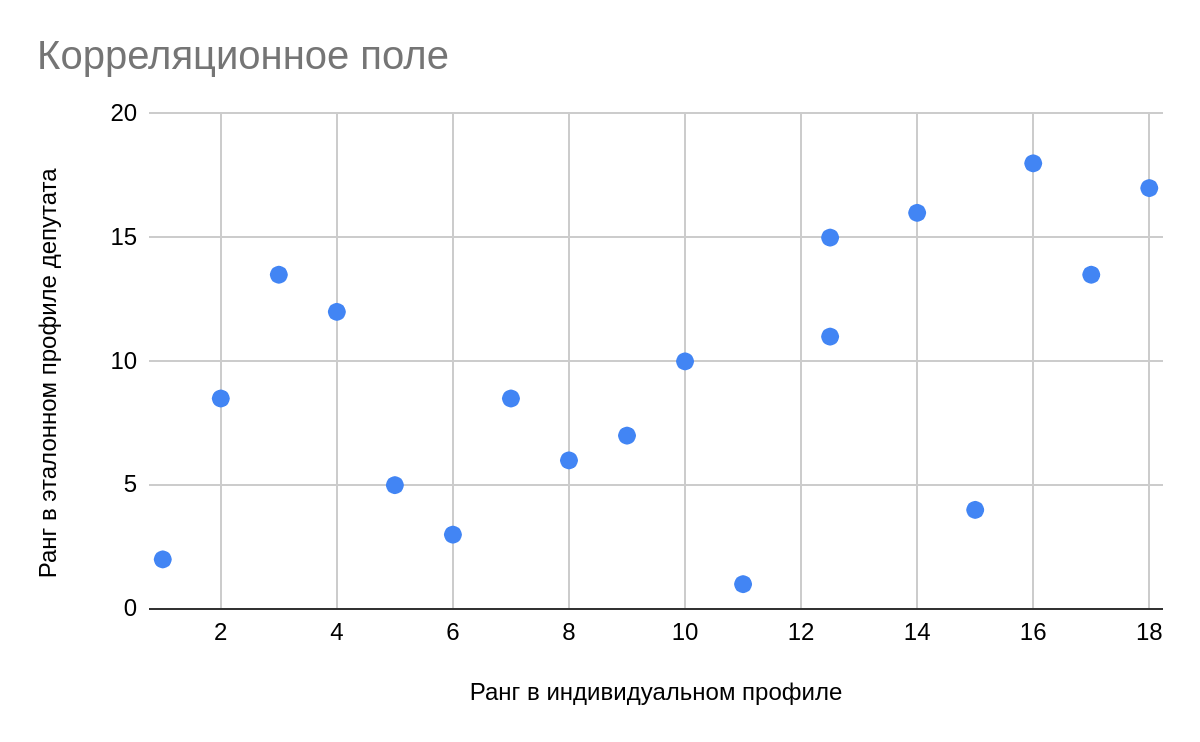 Корреляционное поле
Ранг в эталонном профиле депутата
20
15
10
5
0
2 4 6 8 10 12 14 16 18
Ранг в индивидуальном профиле